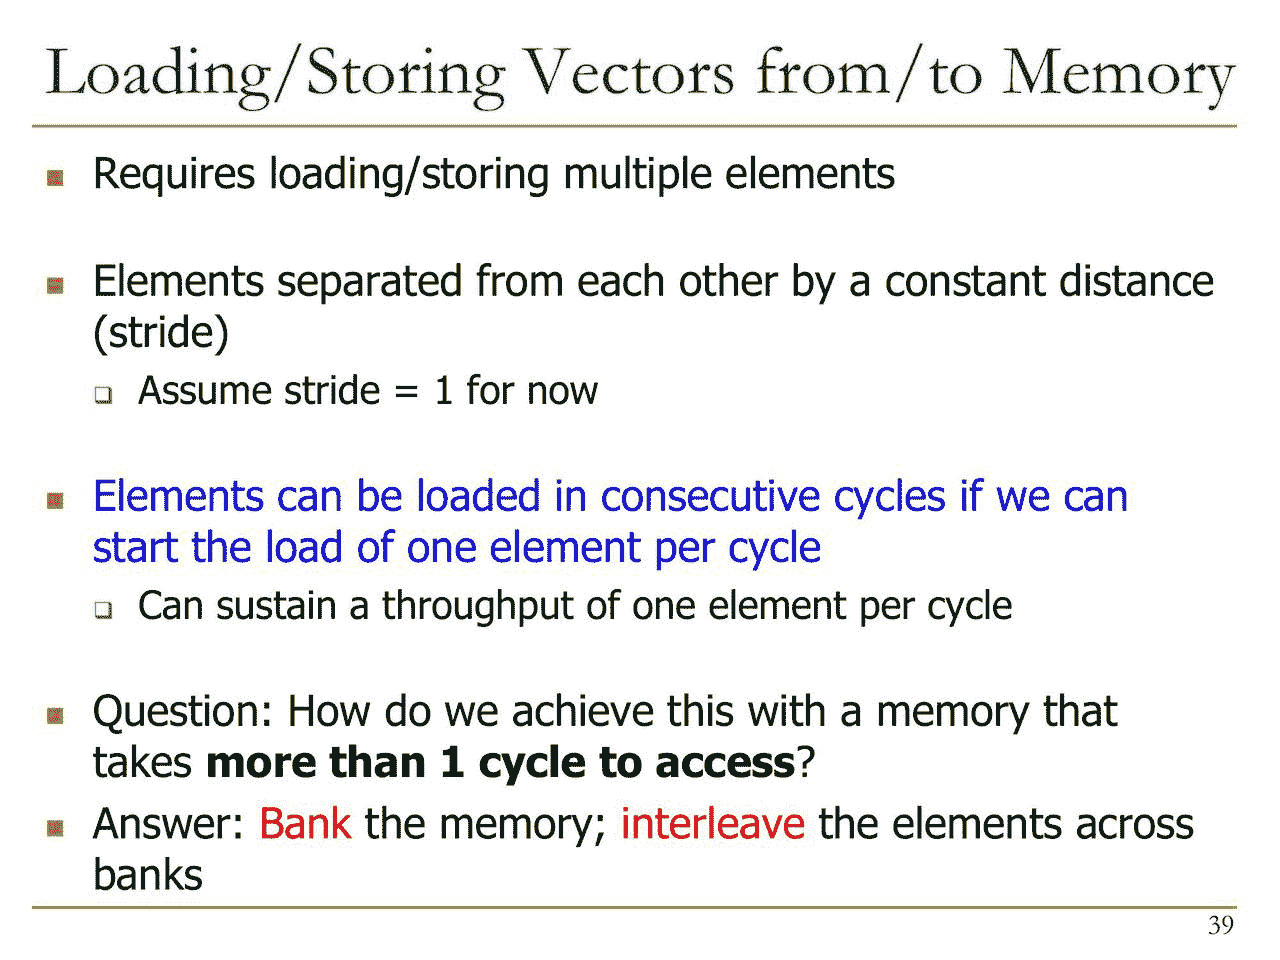 Loading/Storing Vectors from/to Memory
Requires loading/storing multiple elements
Elements separated from each other by a constant distance
(stride)
Assume stride = 1 for now
Elements can be loaded in consecutive cycles if we can
start the load of one element per cycle
Can sustain a throughput of one element per cycle
Question: How do we achieve this with a memory that
takes more than 1 cycle to access?
Answer: Bank the memory; interleave the elements across
banks
39